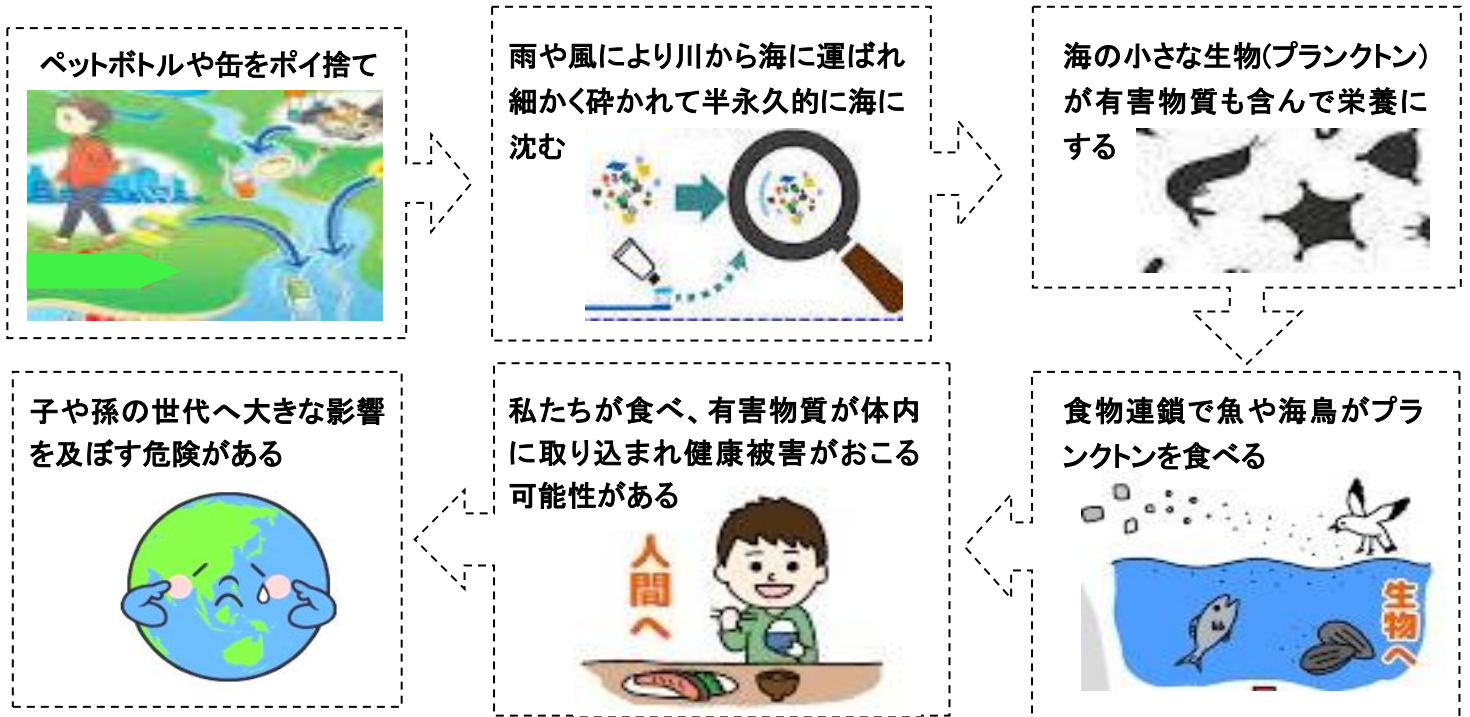 ペットボトルや缶をポイ捨て
雨や風により川から海に運ばれ
細かく砕かれて半永久的に海に
沈む
海の小さな生物(プランクトン)
が有害物質も含んで栄養に
する
食物連鎖で魚や海鳥がプラ
ンクトンを食べる
生物へ
私たちが食べ、有害物質が体内
に取り込まれ健康被害がおこる
可能性がある
人間へ
子や孫の世代へ大きな影響
を及ぼす危険がある